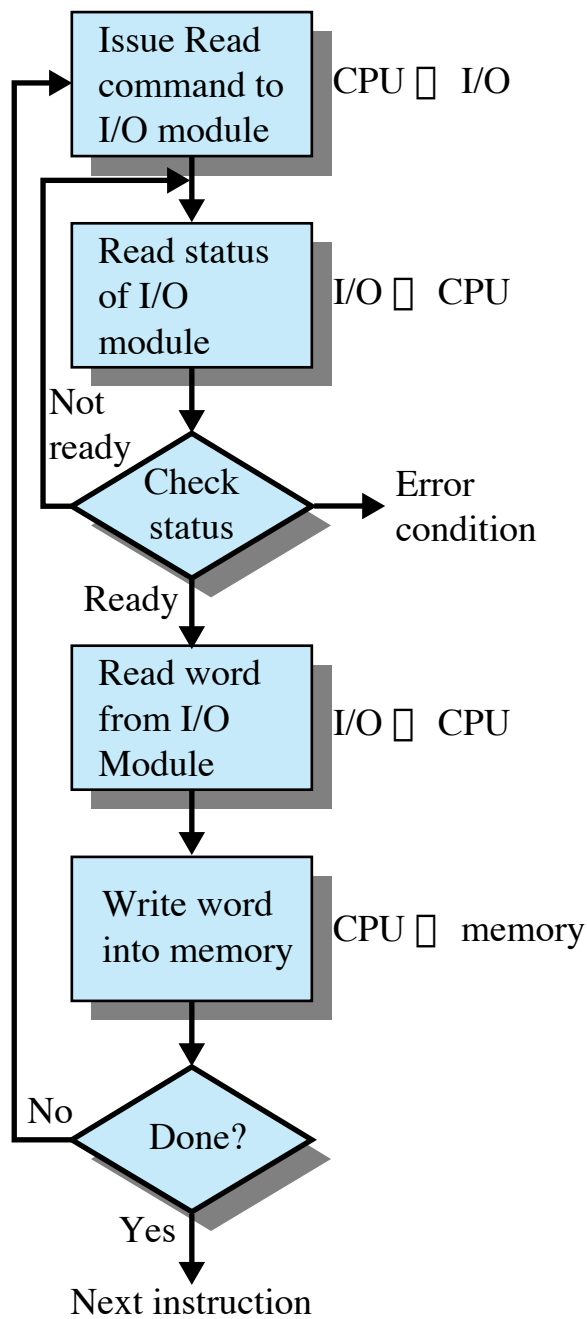 Issue Read
command to
I/O module
CPU □ I/O
Read status
of I/O
module
I/O □ CPU
Not
ready
Check
status
Error
condition
Ready
Read word
from I/O
Module
I/O □ CPU
Write word
into memory
CPU □ memory
No
Done?
Yes
Next instruction